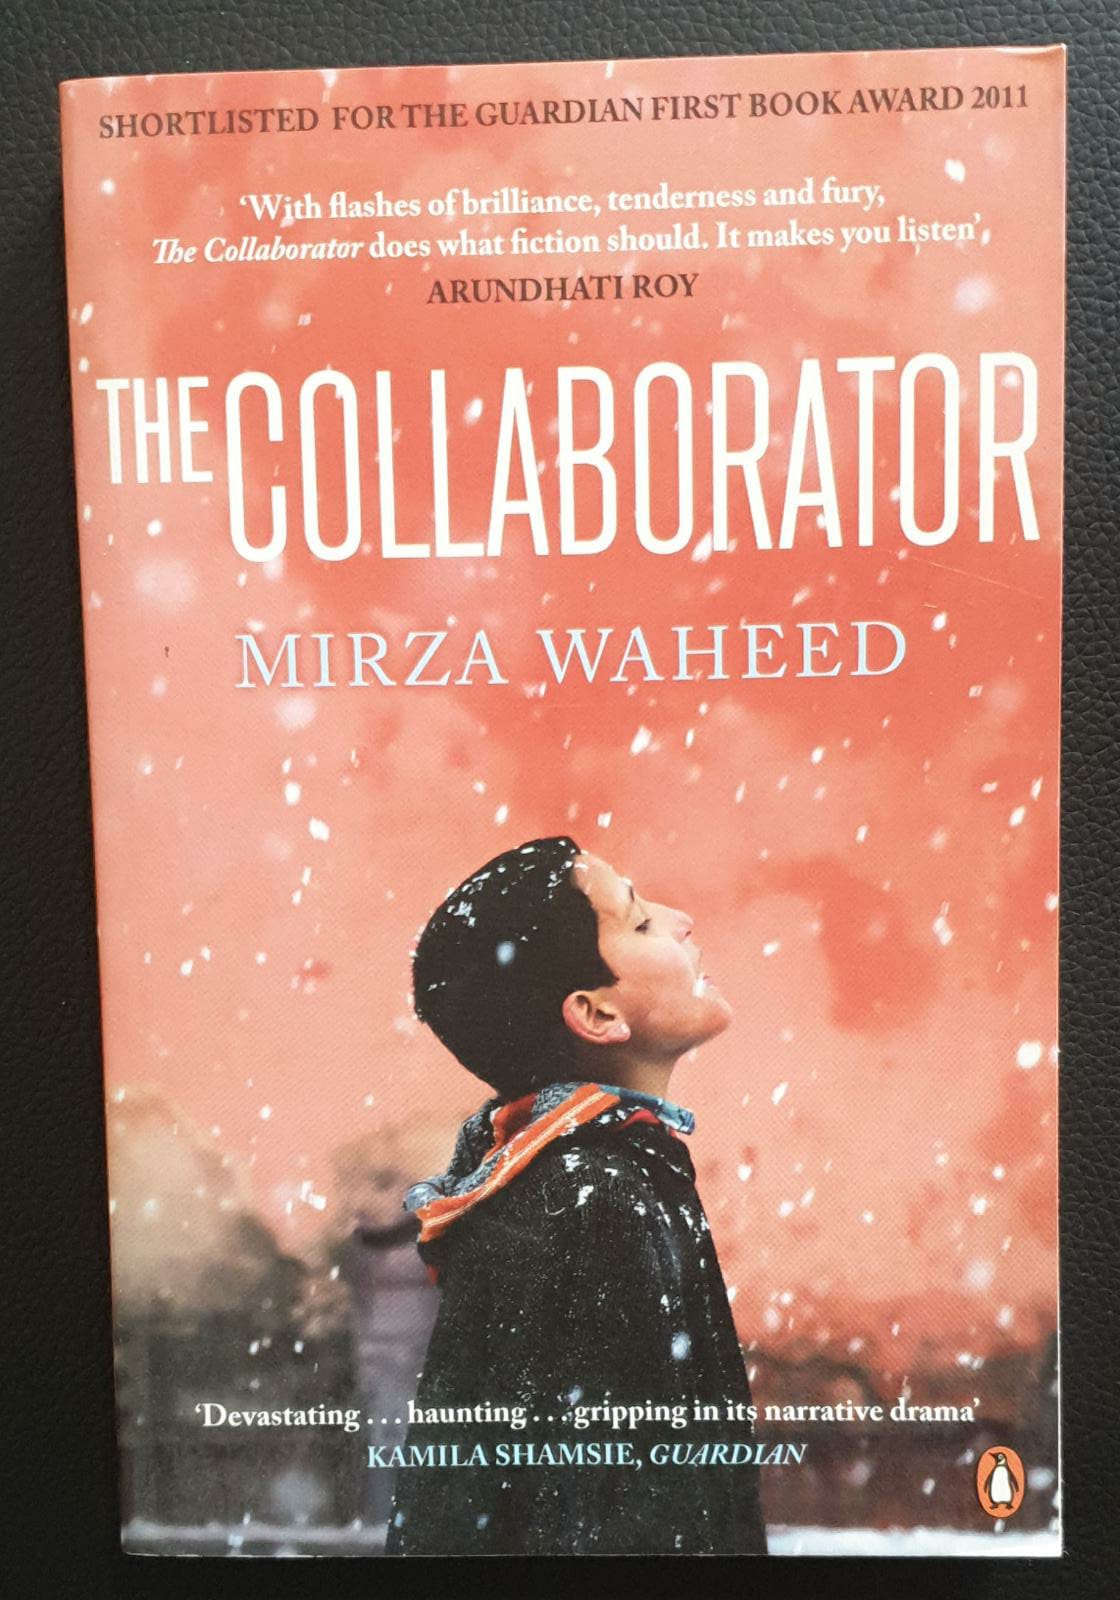 SHORTLISTED FOR THE GUARDIAN FIRST BOOK AWARD 2011
‘With flashes of brilliance, tenderness and fury,
The Collaborator does what fiction should. It makes you listen’,
ARUNDHATI ROY
THE COLLABORATOR
MIRZA WAHEED
‘Devastating . . . haunting . . . gripping in its narrative drama’
KAMILA SHAMSIE, GUARDIAN